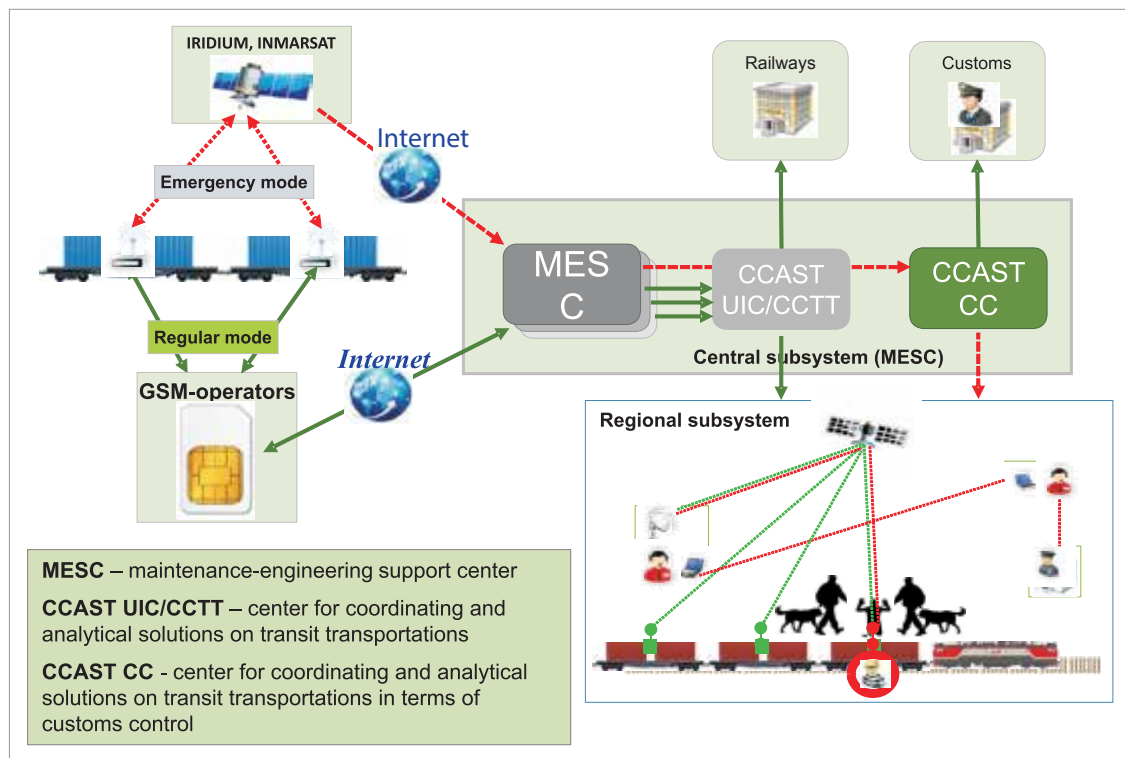 IRIDIUM, INMARSAT
Railways
Customs
Internet
Emergency mode
MES
C
CCAST
UIC/CCTT
CCAST
CC
Regular mode
Internet
Central subsystem (MESC)
GSM-operators
Regional subsystem
MESC – maintenance-engineering support center
CCAST UIC/CCTT – center for coordinating and
analytical solutions on transit transportations
CCAST CC - center for coordinating and analytical
solutions on transit transportations in terms of
customs control